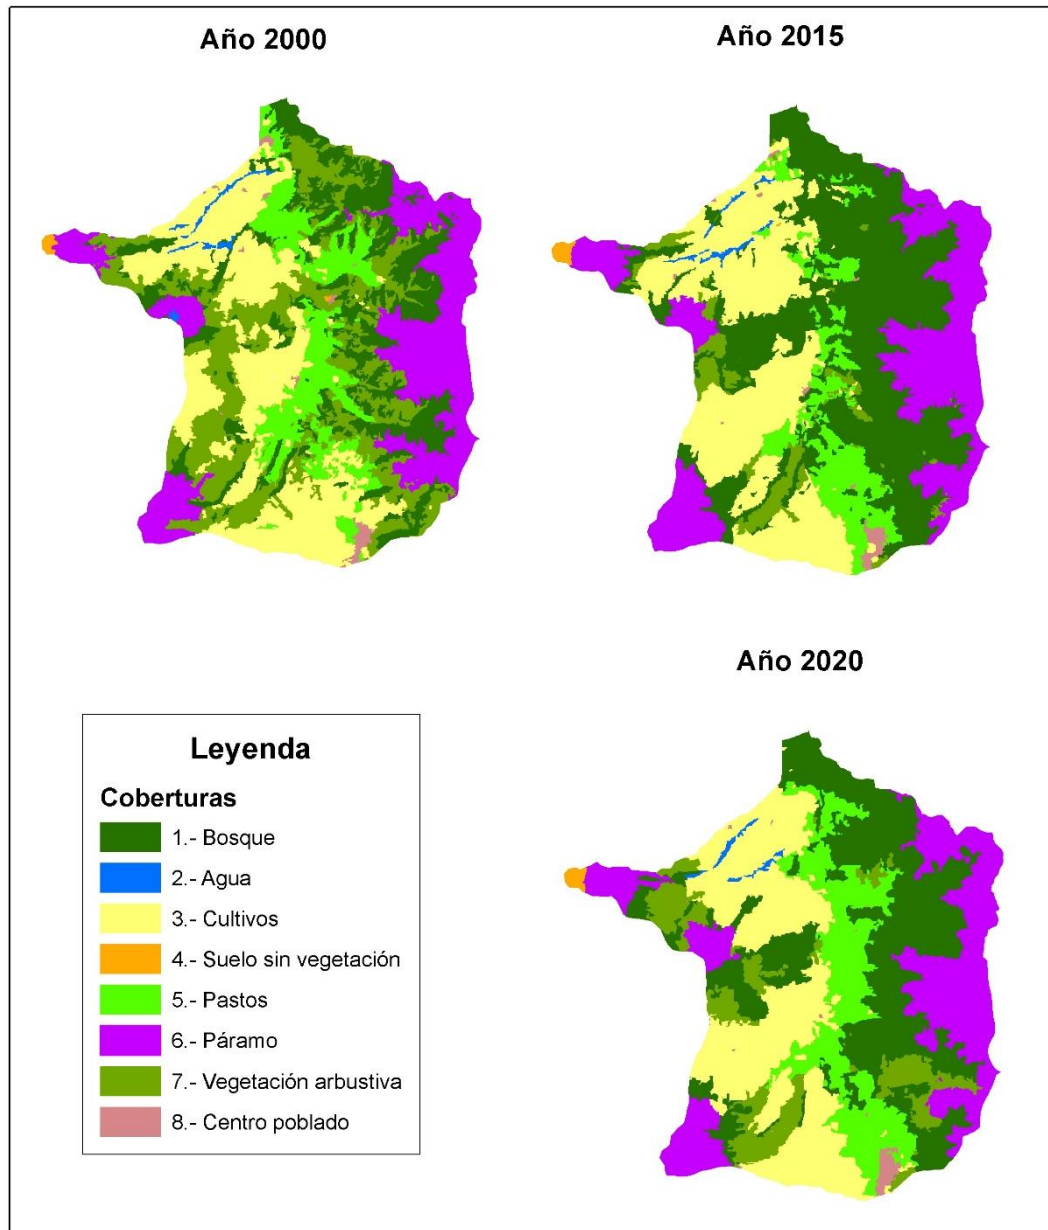 Año 2000
Año 2015
Año 2020
Leyenda
Coberturas
1.- Bosque
2.- Agua
3.- Cultivos
4.- Suelo sin vegetación
5.- Pastos
6.- Páramo
7.- Vegetación arbustiva
8.- Centro poblado